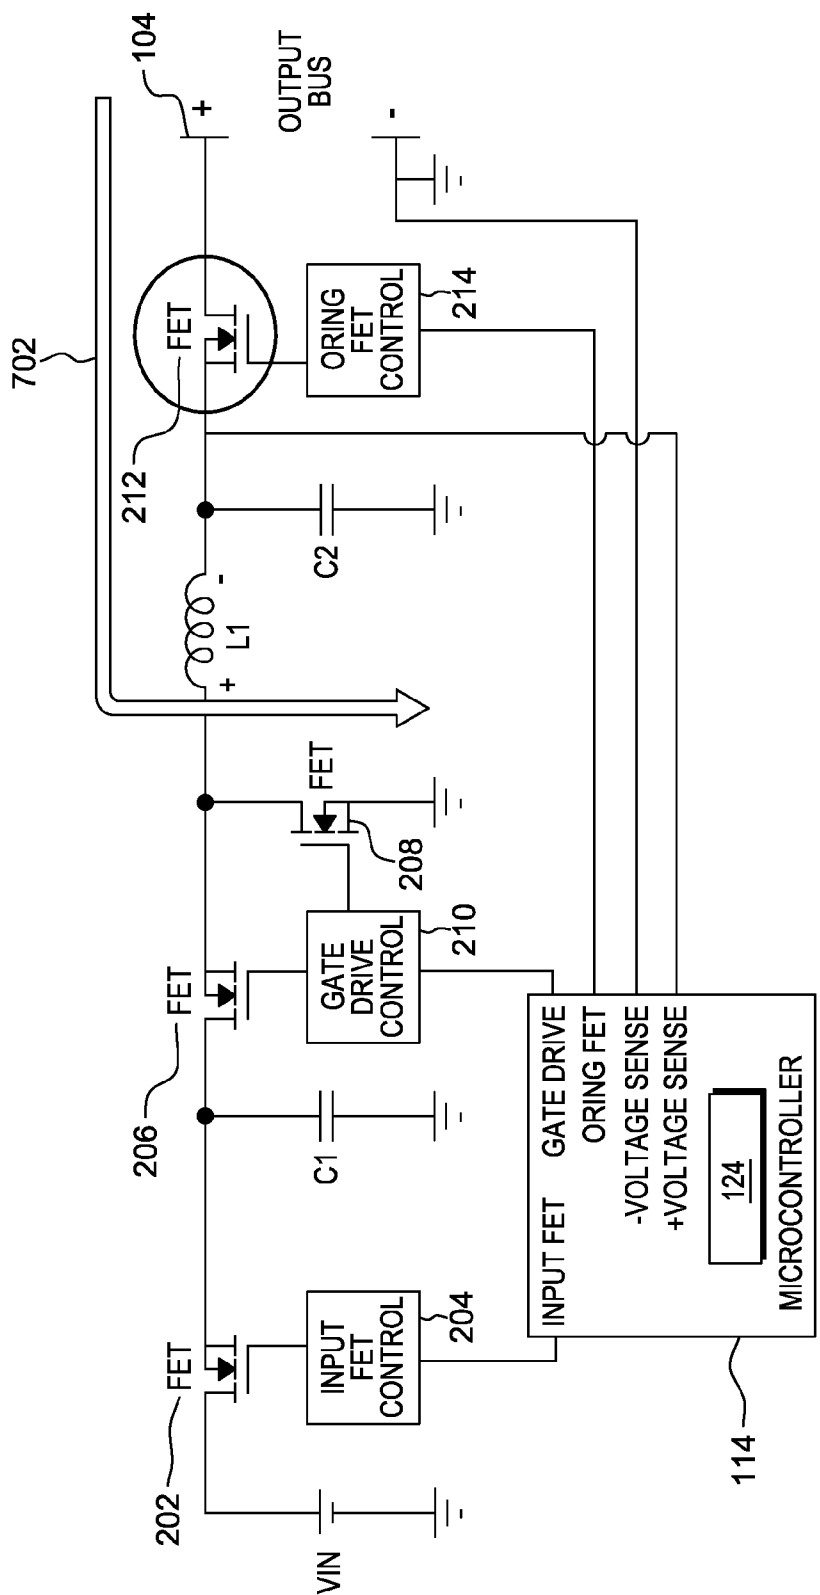 702
104
+
OUTPUT
BUS
-
FET
212
ORING
FET
CONTROL
214
C2
-
L1
+
FET
208
FET
206
GATE
DRIVE
CONTROL
210
C1
FET
202
INPUT
FET
CONTROL
204
VIN
INPUT FET GATE DRIVE
ORING FET
-VOLTAGE SENSE
+VOLTAGE SENSE
124
MICROCONTROLLER
114